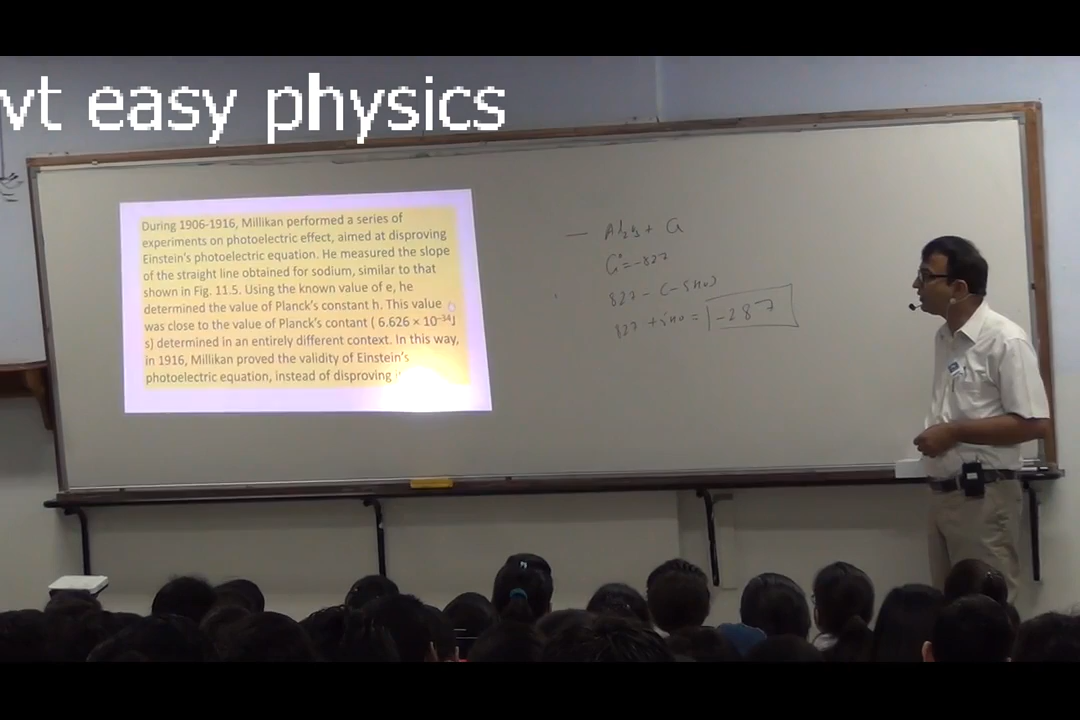 vt easy physics
During 1906-1916, Millikan performed a series of
experiments on photoelectric effect, aimed at disproving
Einstein's photoelectric equation. He measured the slope
of the straight line obtained for sodium, similar to that
shown in Fig. 11.5. Using the known value of e, he
determined the value of Planck's constant h. This value
was close to the value of Planck's contant ( 6.626 × 10⁻³⁴J
s) determined in an entirely different context. In this way,
in 1916, Millikan proved the validity of Einstein's
photoelectric equation, instead of disproving
= -827
827 - (-540)
827 + 540 = -287